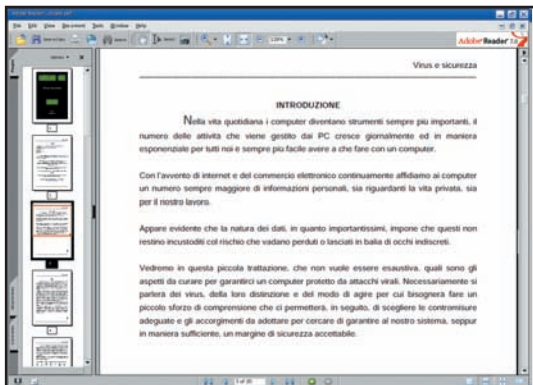 File Edit View Document Tools Window Help
Adobe Reader 7.0
Virus e sicurezza
INTRODUZIONE
Nella vita quotidiana i computer diventano strumenti sempre più importanti, il
numero delle attività che viene gestito dai PC cresce giornalmente ed in maniera
esponenziale per tutti noi è sempre più facile avere a che fare con un computer.
Con l'avvento di internet e del commercio elettronico continuamente affidiamo ai computer
un numero sempre maggiore di informazioni personali, sia riguardanti la vita privata, sia
per il nostro lavoro.
Appare evidente che la natura dei dati, in quanto importantissimi, impone che questi non
restino incustoditi col rischio che vadano perduti o lasciati in balia di occhi indiscreti.
Vedremo in questa piccola trattazione, che non vuole essere esaustiva, quali sono gli
aspetti da curare per garantirci un computer protetto da attacchi virali. Necessariamente si
parlerà dei virus, della loro distinzione e del modo di agire per cui bisognerà fare un
piccolo sforzo di comprensione che ci permetterà, in seguito, di scegliere le contromisure
adeguate e gli accorgimenti da adottare per cercare di garantire al nostro sistema, seppur
in maniera sufficiente, un margine di sicurezza accettabile.